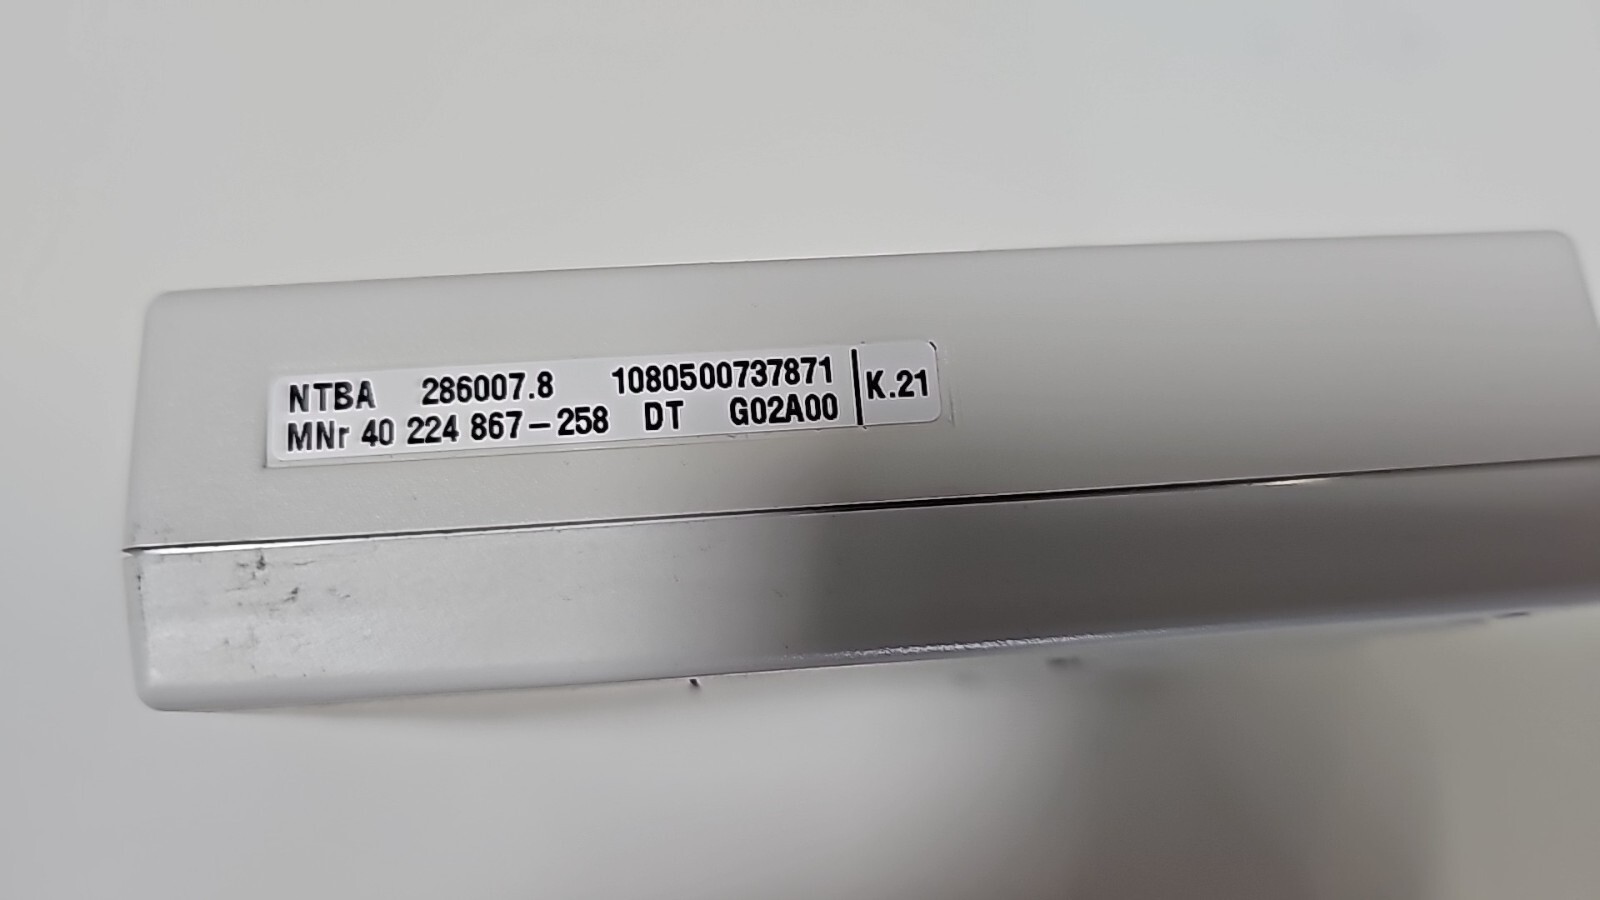 NTBA 286007.8 1080500737871
MNr 40 224 867-258 DT G02A00
K.21